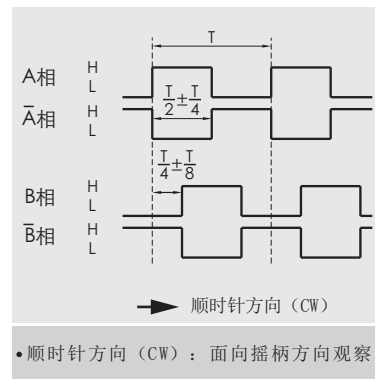 T
A相 H
L
Ā相 H
L
T/2±T/4
T/4±T/8
B相 H
L
B̄相 H
L
顺时针方向（CW）
•顺时针方向（CW）：面向摇柄方向观察